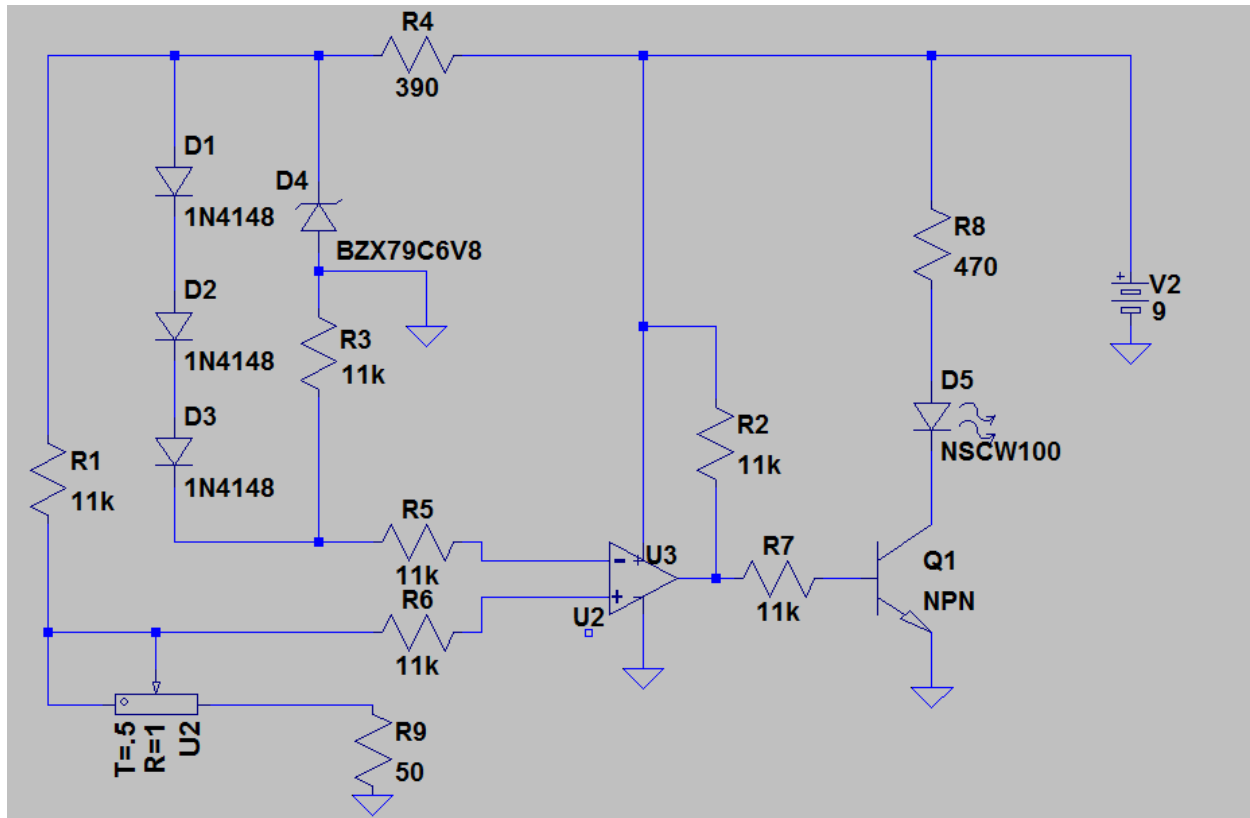 R4
390
D1
1N4148
D4
BZX79C6V8
R8
470
+
V2
9
D2
1N4148
R3
11k
D5
NSCW100
D3
1N4148
R2
11k
R1
11k
R5
11k
-
+
U3
R7
11k
Q1
NPN
R6
11k
+
-
U2
T=.5
R=1
U2
R9
50